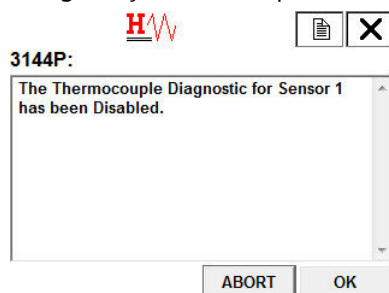 H
3144P:
The Thermocouple Diagnostic for Sensor 1
has been Disabled.
ABORT OK